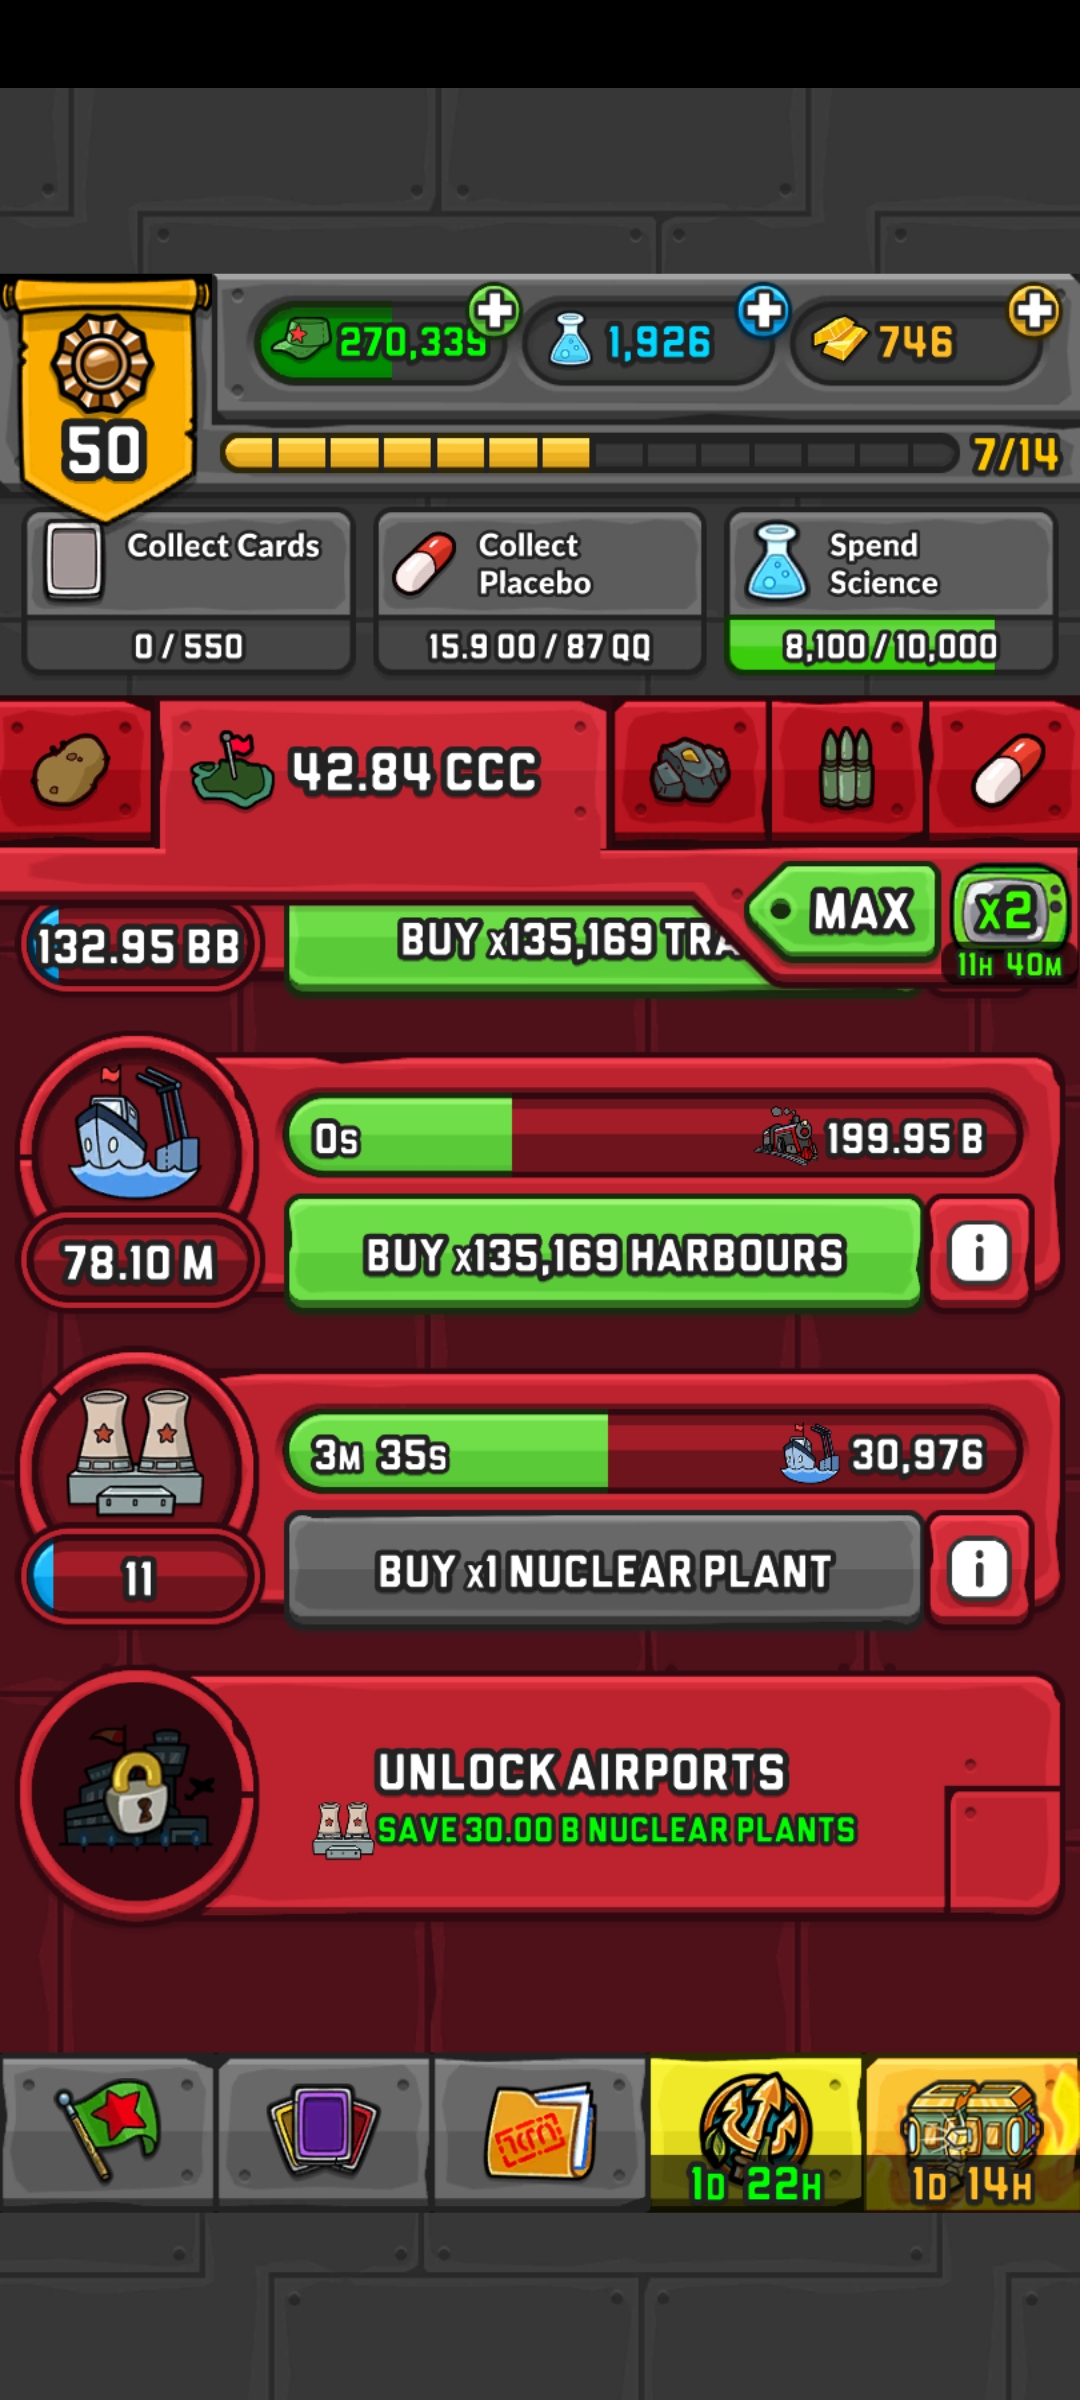 270,339
1,926
746
50
7/14
Collect Cards
0/550
Collect
Placebo
15.9 OO / 87 QQ
Spend
Science
8,100/10,000
42.84 CCC
MAX
x2
11H 40M
132.95 BB
BUY x135,169
0s
199.95 B
78.10 M
BUY x135,169 HARBOURS
i
3M 35s
30,976
11
BUY x1 NUCLEAR PLANT
i
UNLOCK AIRPORTS
SAVE 30.00 B NUCLEAR PLANTS
1D 22H
1D 14H